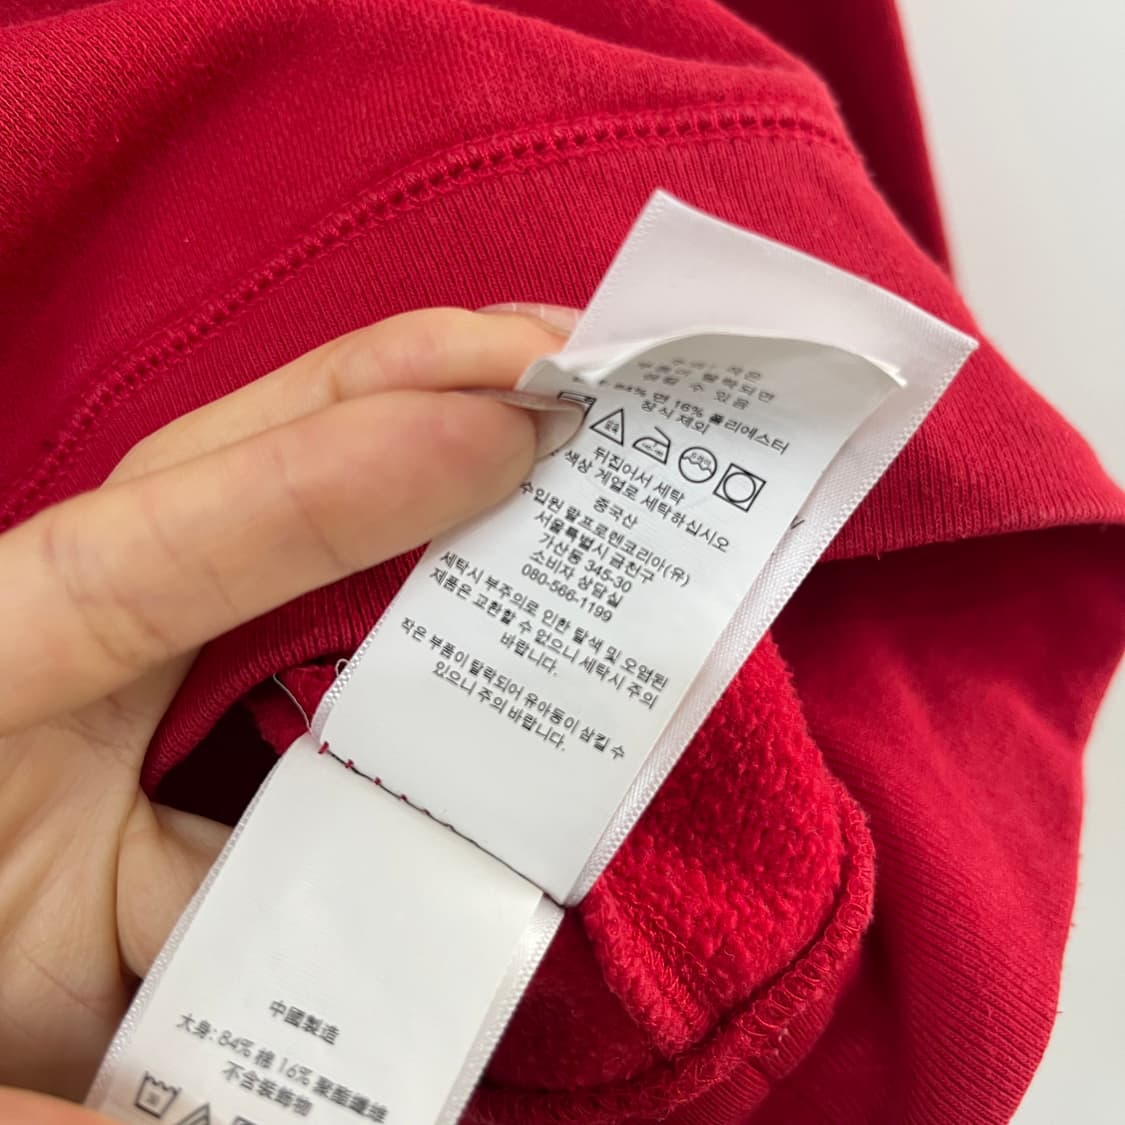 84% 면 16% 폴리에스터
장식 제외
뒤집어서 세탁
색상 계열로 세탁하십시오
중국산
수입원 랄프로렌코리아(유)
서울특별시 금천구
가산동 345-30
소비자 상담실
080-566-1199
세탁시 부주의로 인한 탈색 및 오염된
제품은 교환할 수 없으니 세탁시 주의
바랍니다.
작은 부품이 탈락되어 유아동이 삼킬 수
있으니 주의 바랍니다.
中國製造
大身: 84% 棉 16% 聚酯纖維
不含裝飾物